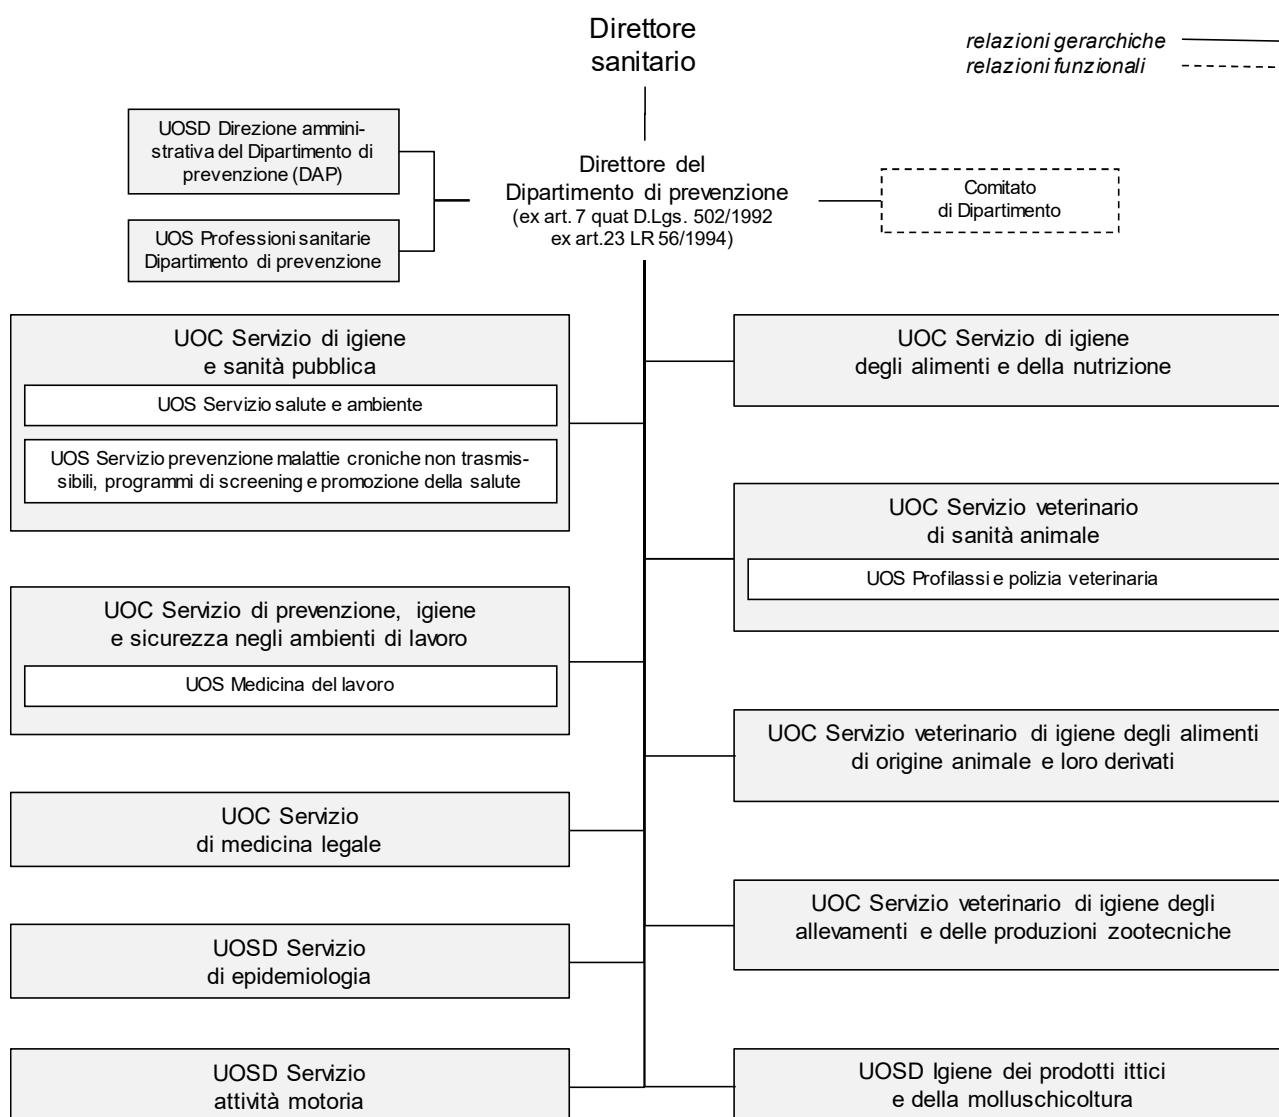 Direttore
sanitario
relazioni gerarchiche
relazioni funzionali
UOSD Direzione ammini-
strativa del Dipartimento di
prevenzione (DAP)
UOS Professioni sanitarie
Dipartimento di prevenzione
Direttore del
Dipartimento di prevenzione
(ex art. 7 quat D.Lgs. 502/1992
ex art.23 LR 56/1994)
Comitato
di Dipartimento
UOC Servizio di igiene
e sanità pubblica
UOS Servizio salute e ambiente
UOS Servizio prevenzione malattie croniche non trasmis-
sibili, programmi di screening e promozione della salute
UOC Servizio di prevenzione, igiene
e sicurezza negli ambienti di lavoro
UOS Medicina del lavoro
UOC Servizio
di medicina legale
UOSD Servizio
di epidemiologia
UOSD Servizio
attività motoria
UOC Servizio di igiene
degli alimenti e della nutrizione
UOC Servizio veterinario
di sanità animale
UOS Profilassi e polizia veterinaria
UOC Servizio veterinario di igiene degli alimenti
di origine animale e loro derivati
UOC Servizio veterinario di igiene degli
allevamenti e delle produzioni zootecniche
UOSD Igiene dei prodotti ittici
e della molluschicoltura